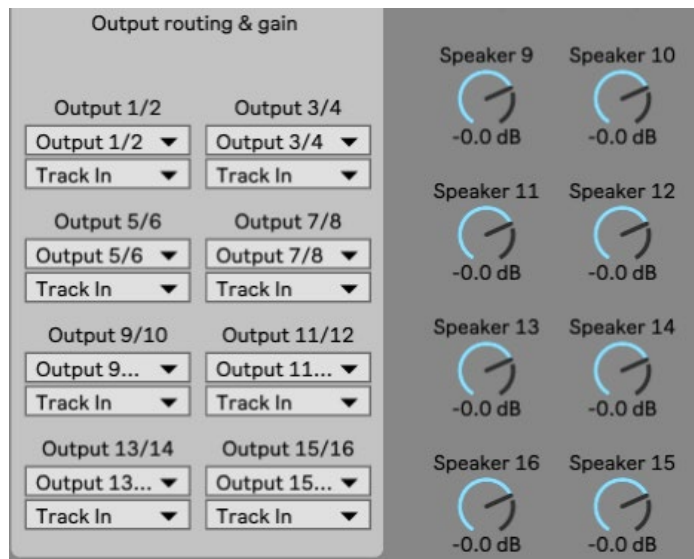 Output routing & gain
Output 1/2 Output 3/4
Output 1/2 Output 3/4
Track In Track In
Output 5/6 Output 7/8
Output 5/6 Output 7/8
Track In Track In
Output 9/10 Output 11/12
Output 9... Output 11...
Track In Track In
Output 13/14 Output 15/16
Output 13... Output 15...
Track In Track In
Speaker 9 Speaker 10
-0.0 dB -0.0 dB
Speaker 11 Speaker 12
-0.0 dB -0.0 dB
Speaker 13 Speaker 14
-0.0 dB -0.0 dB
Speaker 16 Speaker 15
-0.0 dB -0.0 dB